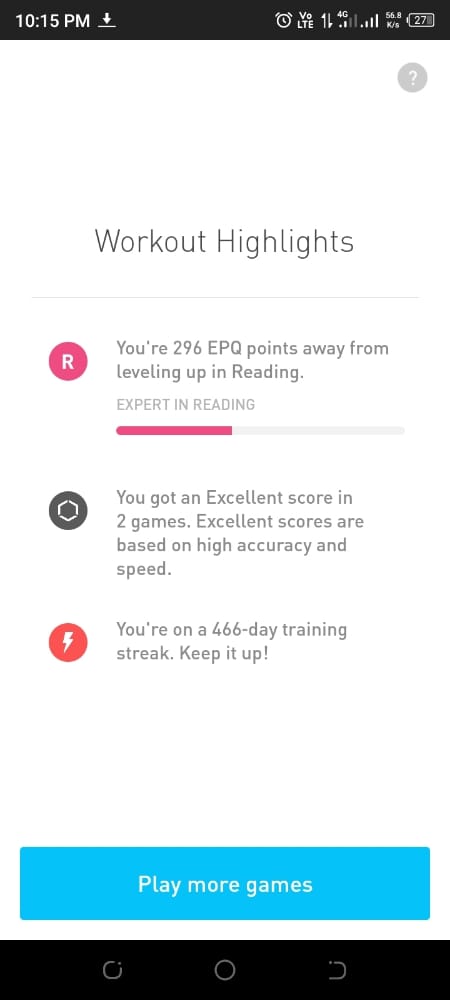 10:15 PM
Vo
LTE
4G
56.8
K/s
27
?
Workout Highlights
R
You're 296 EPQ points away from
leveling up in Reading.
EXPERT IN READING
You got an Excellent score in
2 games. Excellent scores are
based on high accuracy and
speed.
You're on a 466-day training
streak. Keep it up!
Play more games